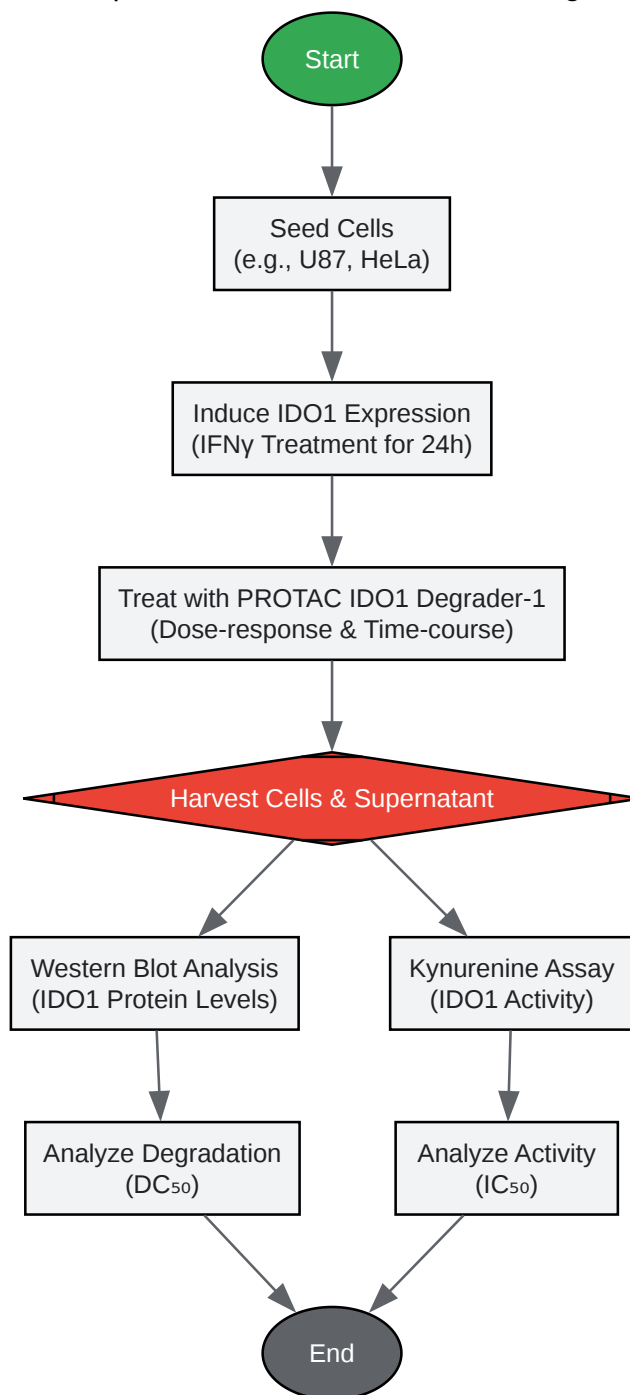 Start
Seed Cells
(e.g., U87, HeLa)
Induce IDO1 Expression
(IFNγ Treatment for 24h)
Treat with PROTAC IDO1 Degrader-1
(Dose-response & Time-course)
Harvest Cells & Supernatant
Western Blot Analysis
(IDO1 Protein Levels)
Kynurenine Assay
(IDO1 Activity)
Analyze Degradation
(DC₅₀)
Analyze Activity
(IC₅₀)
End